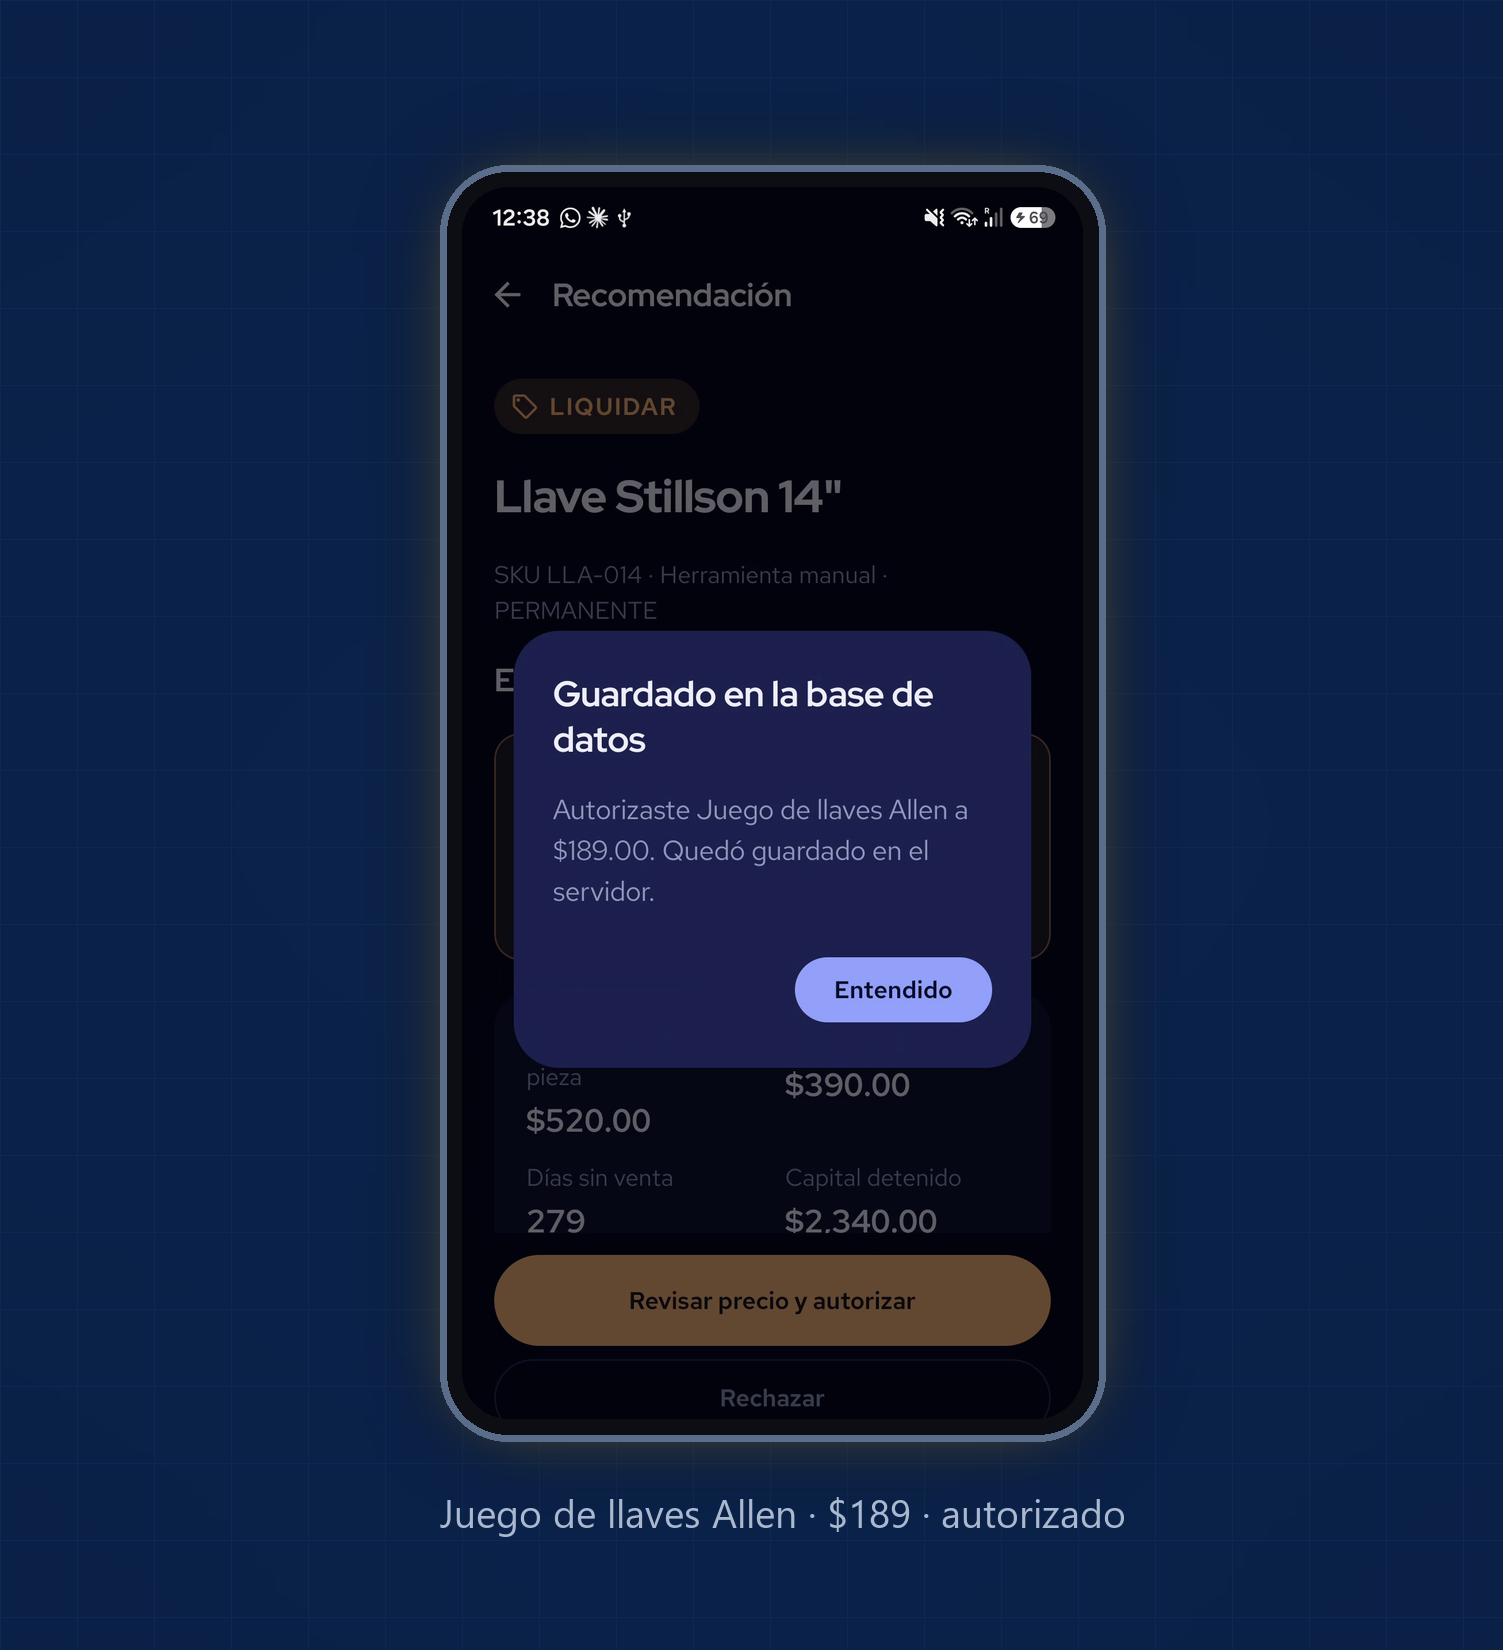 12:38
R
69
Recomendación
LIQUIDAR
Llave Stillson 14"
SKU LLA-014 · Herramienta manual ·
PERMANENTE
E
Guardado en la base de
datos
Autorizaste Juego de llaves Allen a
$189.00. Quedó guardado en el
servidor.
Entendido
pieza
$390.00
$520.00
Días sin venta
Capital detenido
279
$2,340.00
Revisar precio y autorizar
Rechazar
Juego de llaves Allen · $189 · autorizado